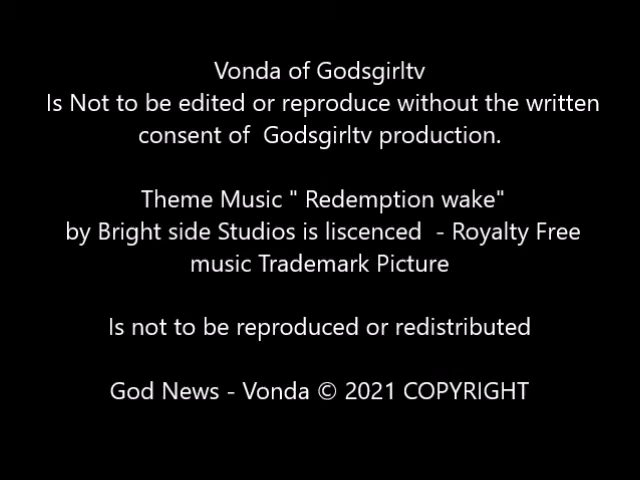 Vonda of Godsgirltv
Is Not to be edited or reproduce without the written
consent of  Godsgirltv production.
Theme Music " Redemption wake"
by Bright side Studios is liscenced  - Royalty Free
music Trademark Picture
Is not to be reproduced or redistributed
God News - Vonda © 2021 COPYRIGHT